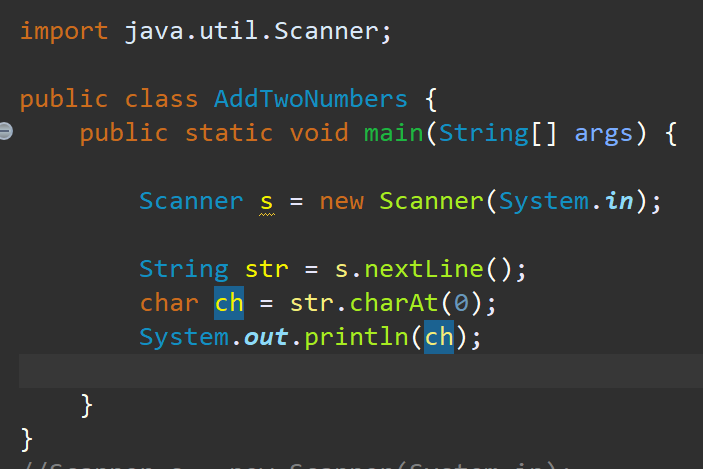 import java.util.Scanner;
public class AddTwoNumbers {
public static void main(String[] args) {
Scanner s = new Scanner(System.in);
String str = s.nextLine();
char ch = str.charAt(0);
System.out.println(ch);
}
}
//Scanner s = new Scanner(System.in);